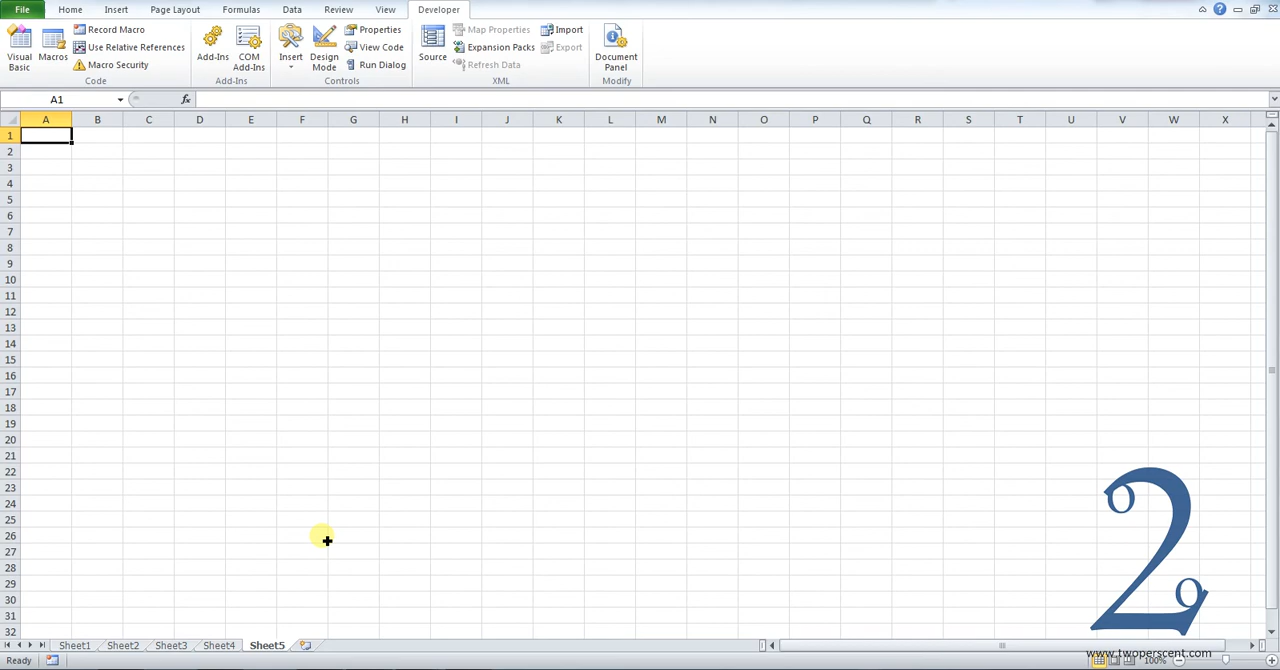 File Home Insert Page Layout Formulas Data Review View Developer
Visual Basic
Macros
Record Macro
Use Relative References
Macro Security
Code
Add-Ins
COM Add-Ins
Add-Ins
Insert
Design Mode
Properties
View Code
Run Dialog
Controls
Source
Map Properties
Expansion Packs
Refresh Data
Import
Export
XML
Document Panel
Modify
A1 fx
A B C D E F G H I J K L M N O P Q R S T U V W X
1
2
3
4
5
6
7
8
9
10
11
12
13
14
15
16
17
18
19
20
21
22
23
24
25
26
27
28
29
30
31
32
2
Sheet1 Sheet2 Sheet3 Sheet4 Sheet5
www.twoperscent.com
Ready 100%